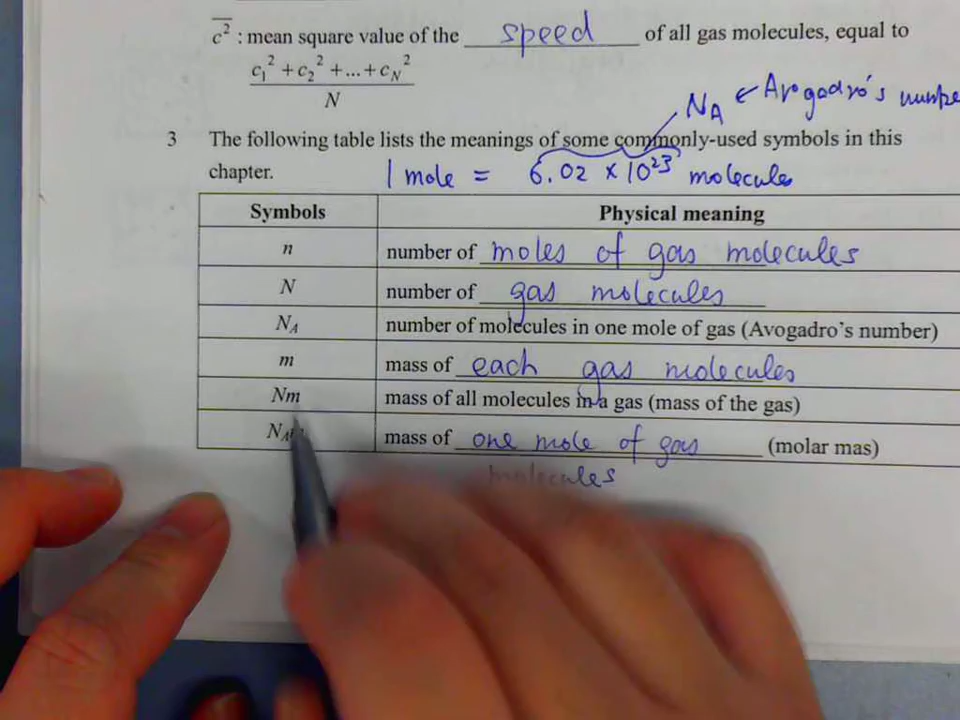 c² : mean square value of the speed of all gas molecules, equal to
c₁² + c₂² + ... + c_N²
N
N_A ← Avogadro's numbe
3 The following table lists the meanings of some commonly-used symbols in this
chapter. 1 mole = 6.02 × 10²³ molecules
Symbols Physical meaning
n number of moles of gas molecules
N number of gas molecules
N_A number of molecules in one mole of gas (Avogadro's number)
m mass of each gas molecules
Nm mass of all molecules in a gas (mass of the gas)
mass of one mole of gas (molar mas)
molecules